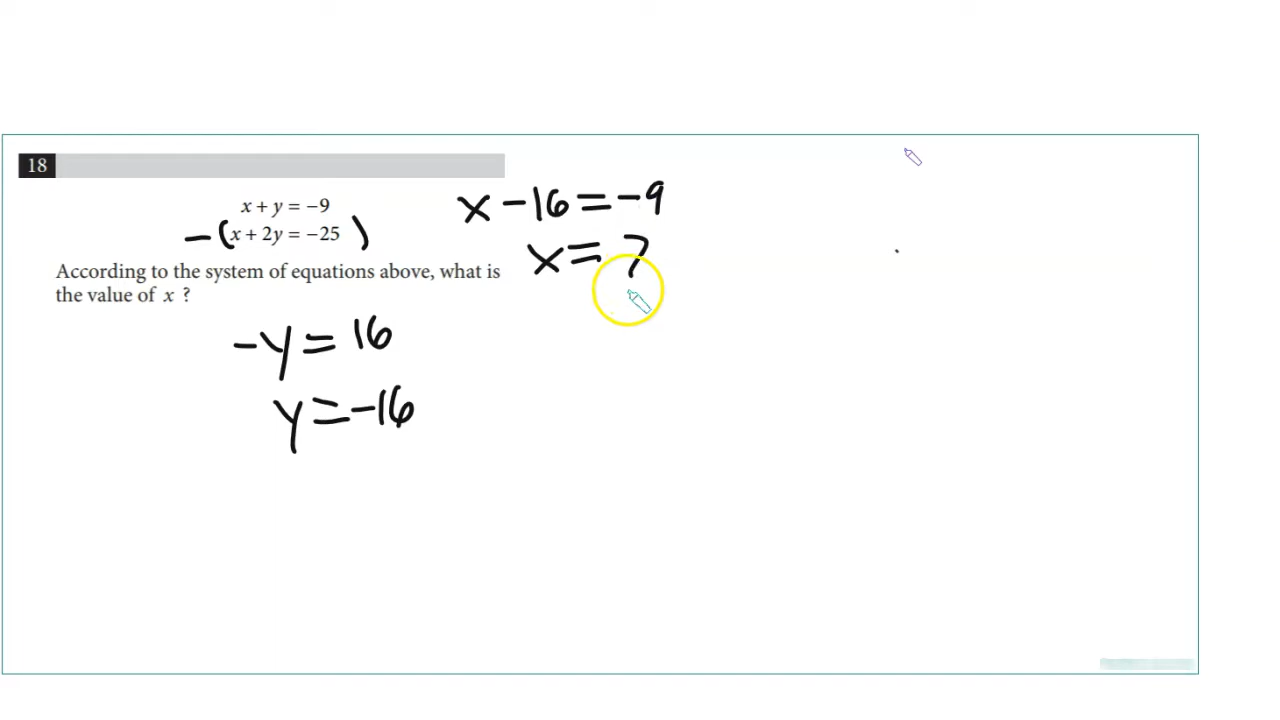 18
x + y = −9
−(x + 2y = −25)
According to the system of equations above, what is
the value of x ?
-y = 16
y = -16
x - 16 = -9
x = 7